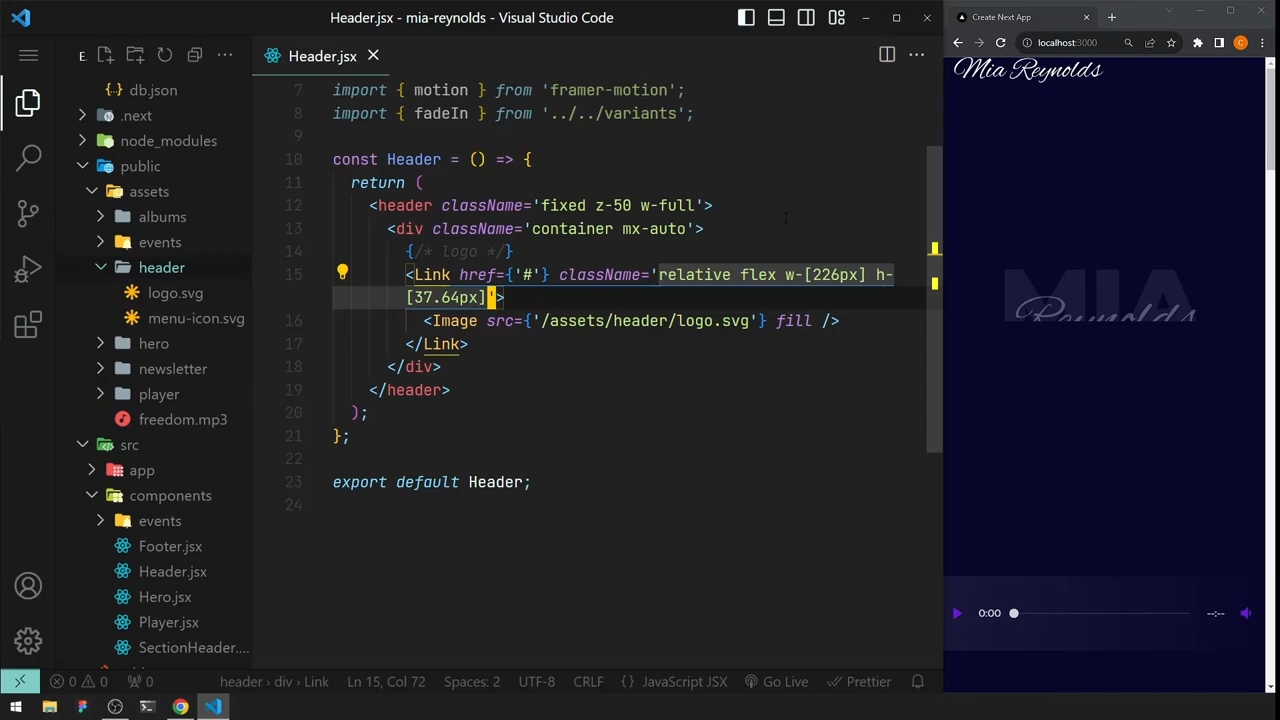 Header.jsx - mia-reynolds - Visual Studio Code
E
db.json
.next
node_modules
public
assets
albums
events
header
logo.svg
menu-icon.svg
hero
newsletter
player
freedom.mp3
src
app
components
events
Footer.jsx
Header.jsx
Hero.jsx
Player.jsx
SectionHeader....
Header.jsx
7 import { motion } from 'framer-motion';
8 import { fadeIn } from '../../variants';
9
10 const Header = () => {
11 return (
12 <header className='fixed z-50 w-full'>
13 <div className='container mx-auto'>
14 {/* logo */}
15 <Link href={'#'} className='relative flex w-[226px] h-
[37.64px]'>
16 <Image src={'/assets/header/logo.svg'} fill />
17 </Link>
18 </div>
19 </header>
20 );
21 };
22
23 export default Header;
24
0 0 0
header › div › Link
Ln 15, Col 72
Spaces: 2
UTF-8
CRLF
{} JavaScript JSX
Go Live
Prettier
Create Next App
localhost:3000
C
Mia Reynolds
MIA
Reynolds
0:00
--:--